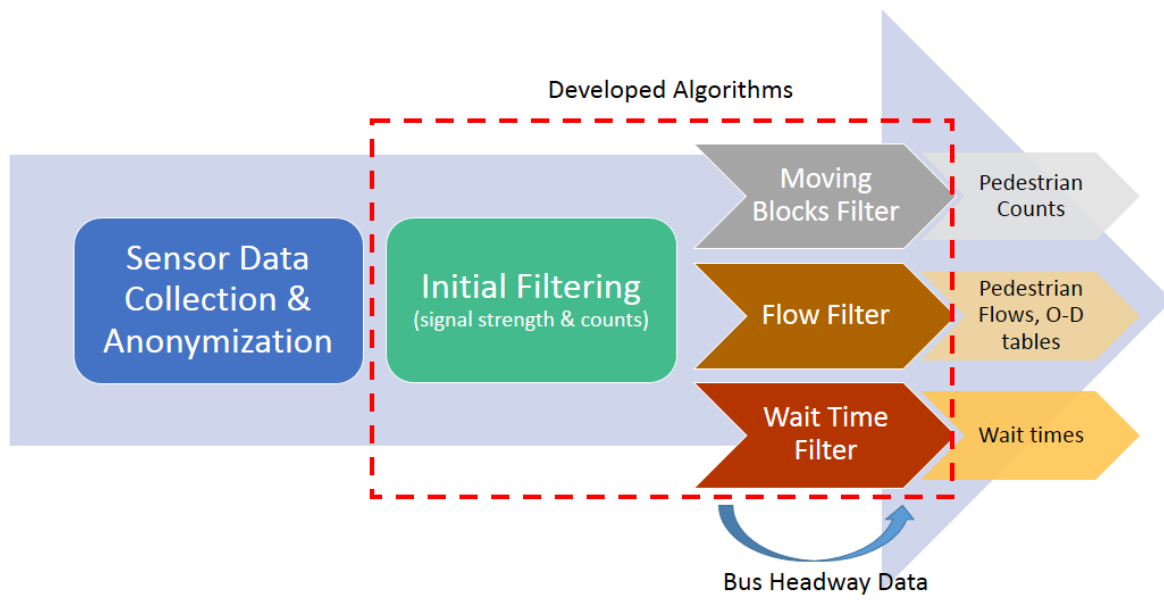 Developed Algorithms
Sensor Data
Collection &
Anonymization
Initial Filtering
(signal strength & counts)
Moving
Blocks Filter
Pedestrian
Counts
Flow Filter
Pedestrian
Flows, O-D
tables
Wait Time
Filter
Wait times
Bus Headway Data